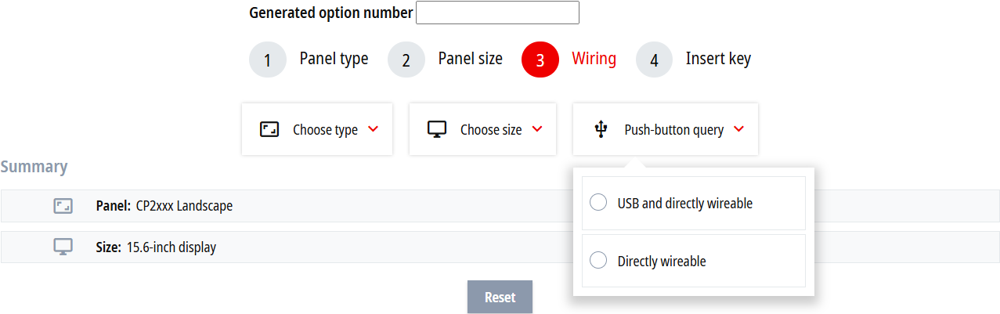 Generated option number
1 Panel type 2 Panel size 3 Wiring 4 Insert key
Choose type Choose size Push-button query
Summary
Panel: CP2xxx Landscape
USB and directly wireable
Size: 15.6-inch display
Directly wireable
Reset